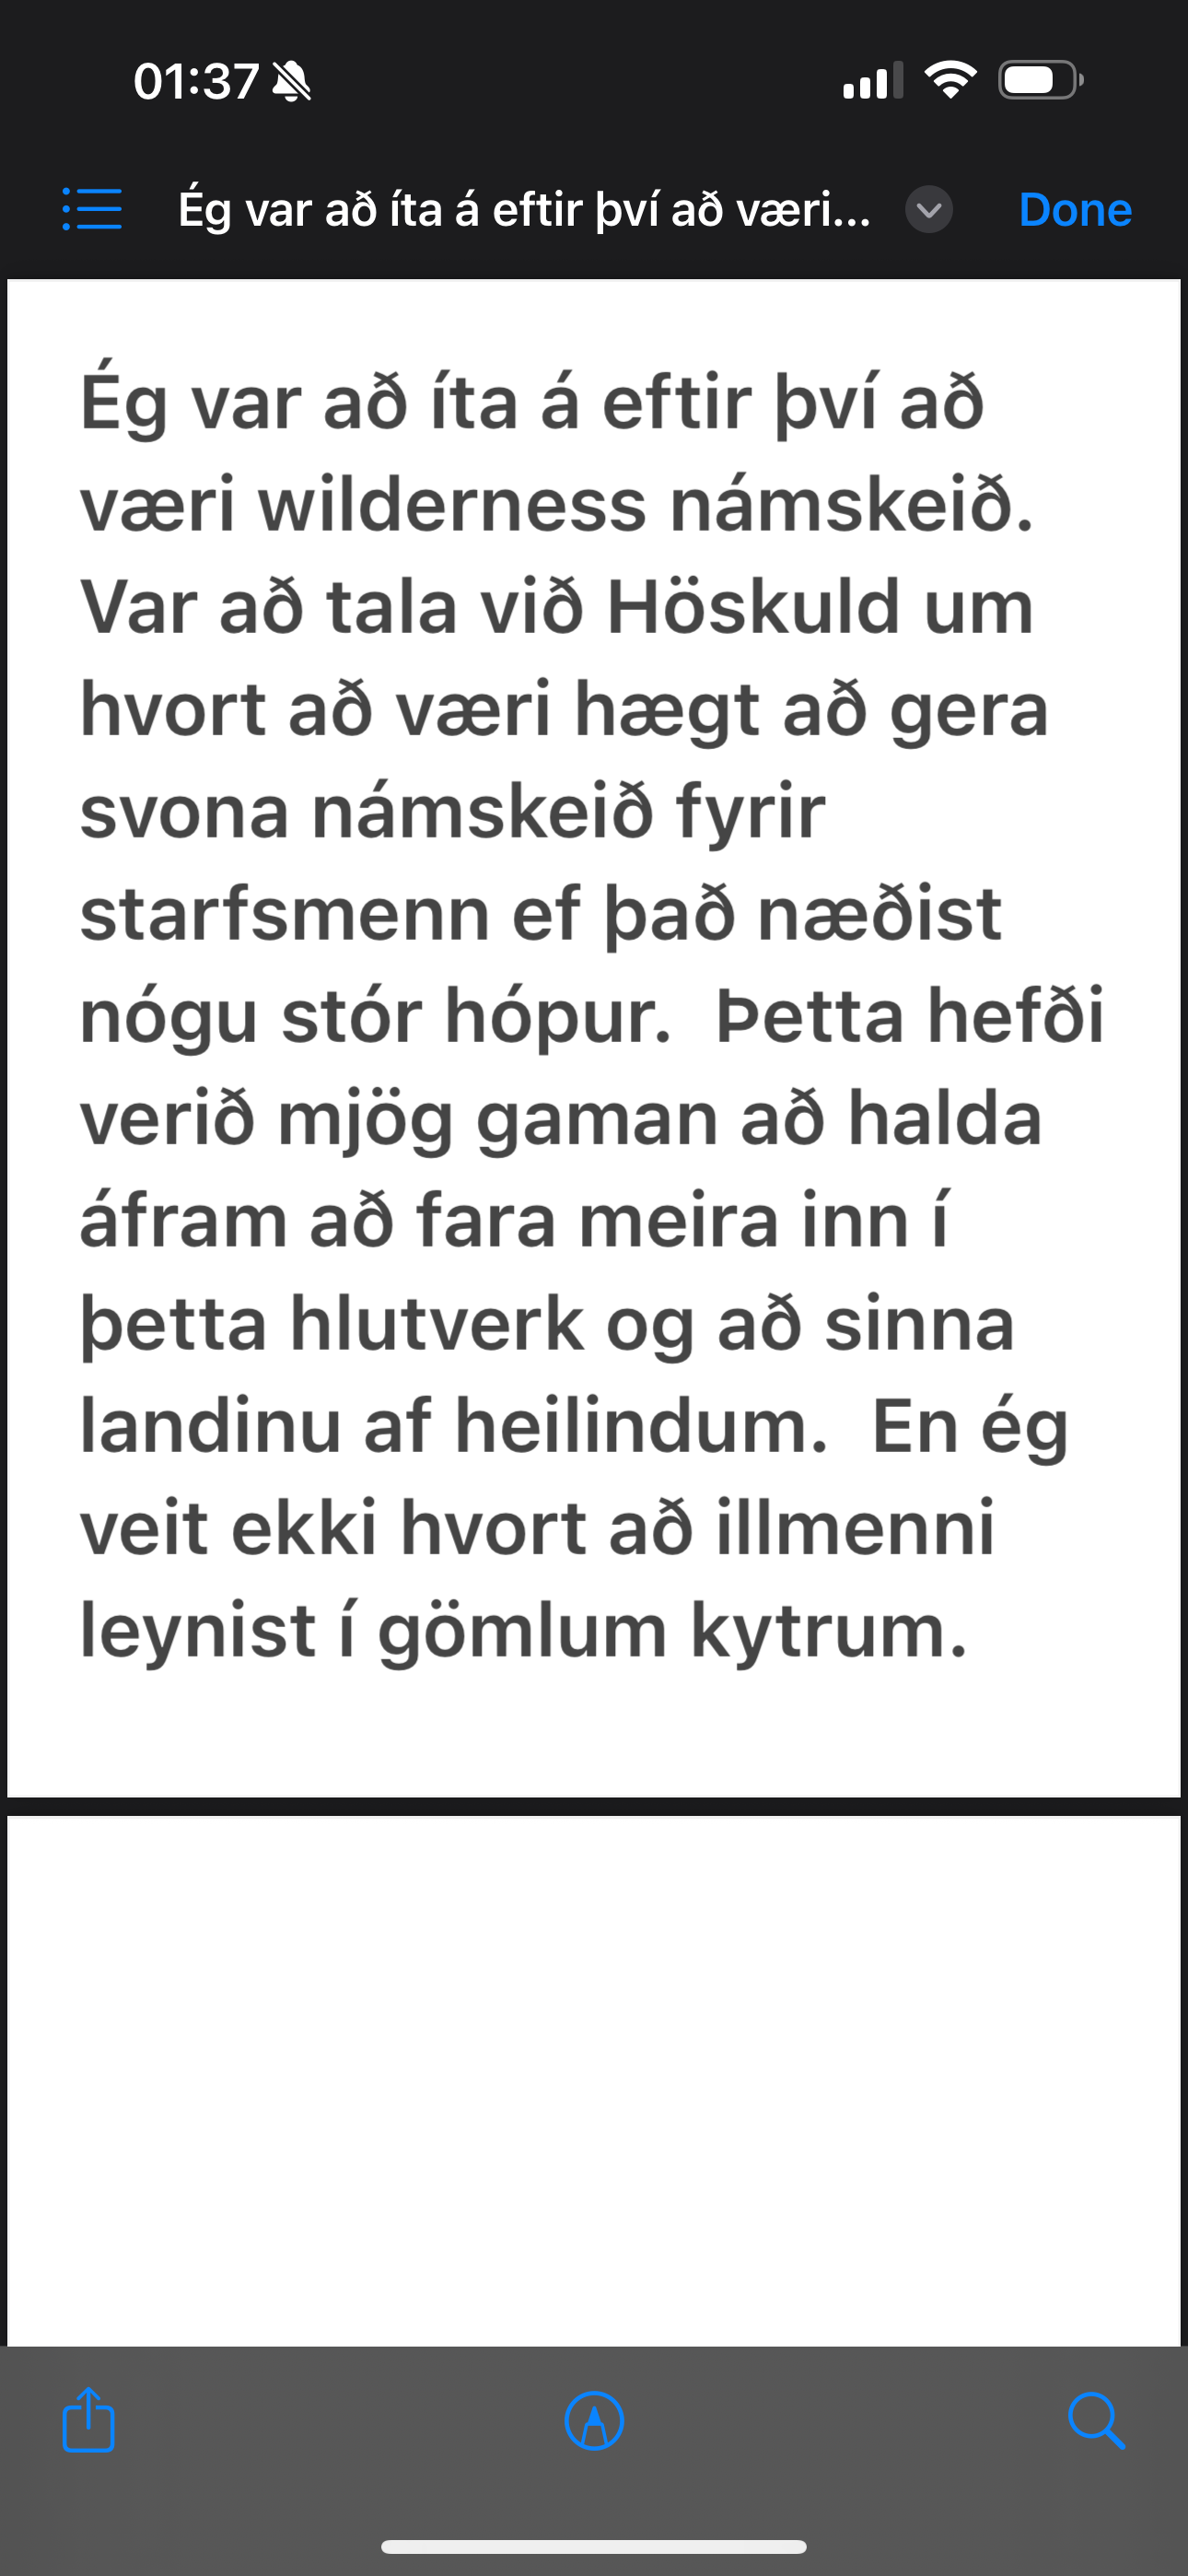 01:37
Ég var að íta á eftir því að væri... Done
Ég var að íta á eftir því að
væri wilderness námskeið.
Var að tala við Höskuld um
hvort að væri hægt að gera
svona námskeið fyrir
starfsmenn ef það næðist
nógu stór hópur.  Þetta hefði
verið mjög gaman að halda
áfram að fara meira inn í
þetta hlutverk og að sinna
landinu af heilindum.  En ég
veit ekki hvort að illmenni
leynist í gömlum kytrum.